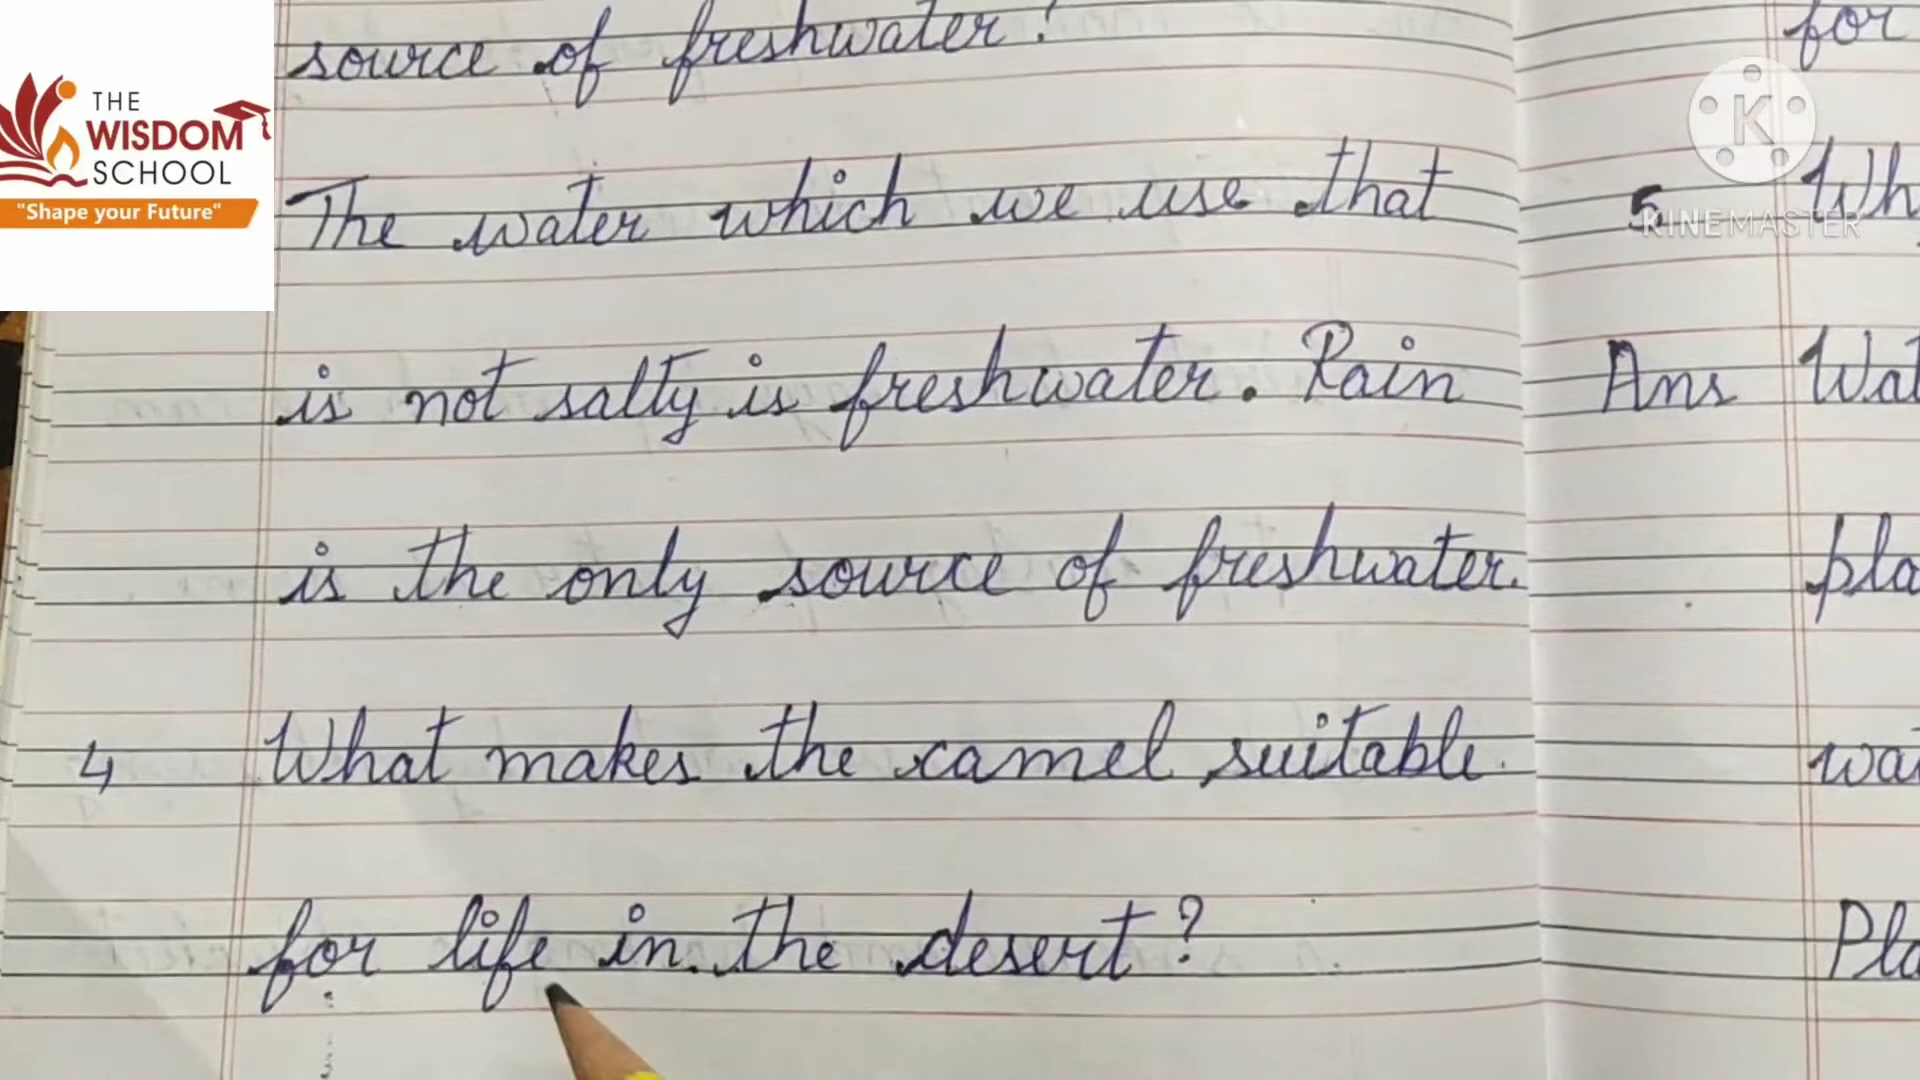 source of freshwater?
THE
WISDOM
SCHOOL
"Shape your Future"
The water which we use that
is not salty is freshwater. Rain
is the only source of freshwater.
4 What makes the camel suitable
for life in the desert?
for
K
KINEMASTER
5 Wh
Ans Wat
pla
wat
Pla